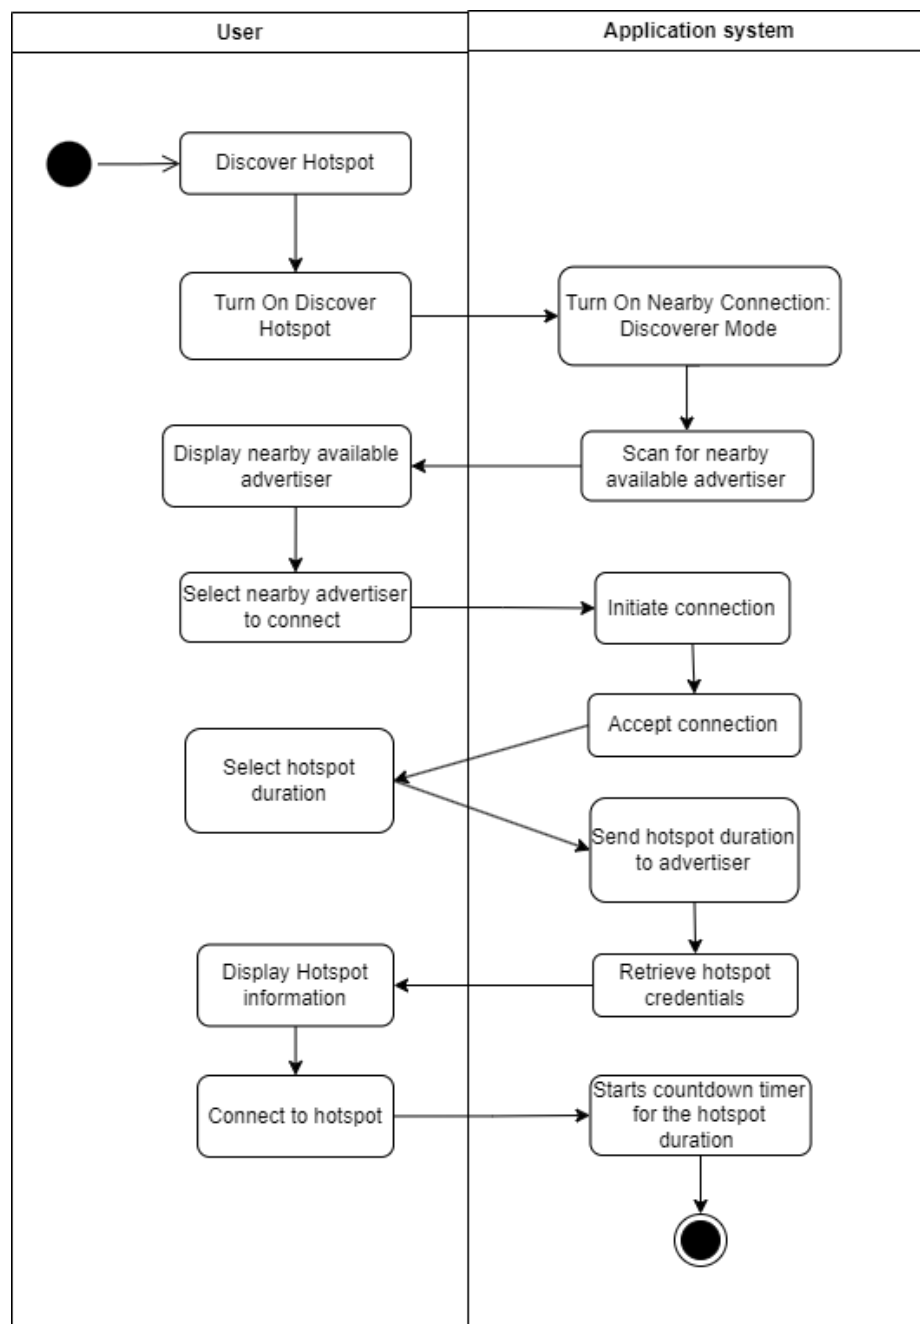 User
Application system
Discover Hotspot
Turn On Discover
Hotspot
Turn On Nearby Connection:
Discoverer Mode
Scan for nearby
available advertiser
Display nearby available
advertiser
Select nearby advertiser
to connect
Initiate connection
Accept connection
Select hotspot
duration
Send hotspot duration
to advertiser
Retrieve hotspot
credentials
Display Hotspot
information
Connect to hotspot
Starts countdown timer
for the hotspot
duration